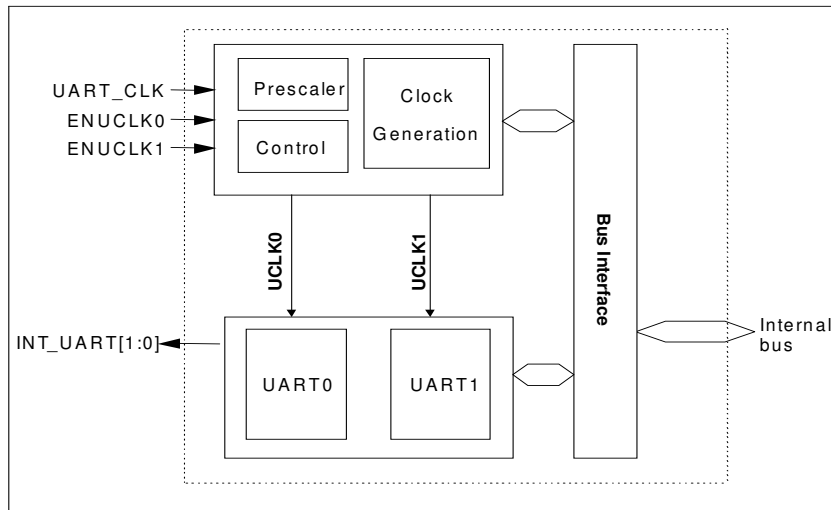 UART_CLK
ENUCLK0
ENUCLK1
Prescaler
Control
Clock
Generation
UCLK0
UCLK1
Bus Interface
INT_UART[1:0]
UART0
UART1
Internal
bus